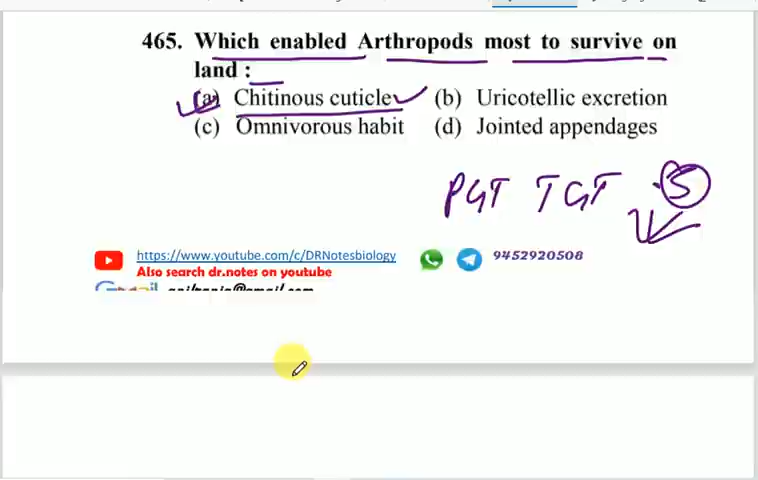 465. Which enabled Arthropods most to survive on
land :
(a) Chitinous cuticle (b) Uricotellic excretion
(c) Omnivorous habit (d) Jointed appendages
PGT TGT 5
https://www.youtube.com/c/DRNotesbiology 9452920508
Also search dr.notes on youtube